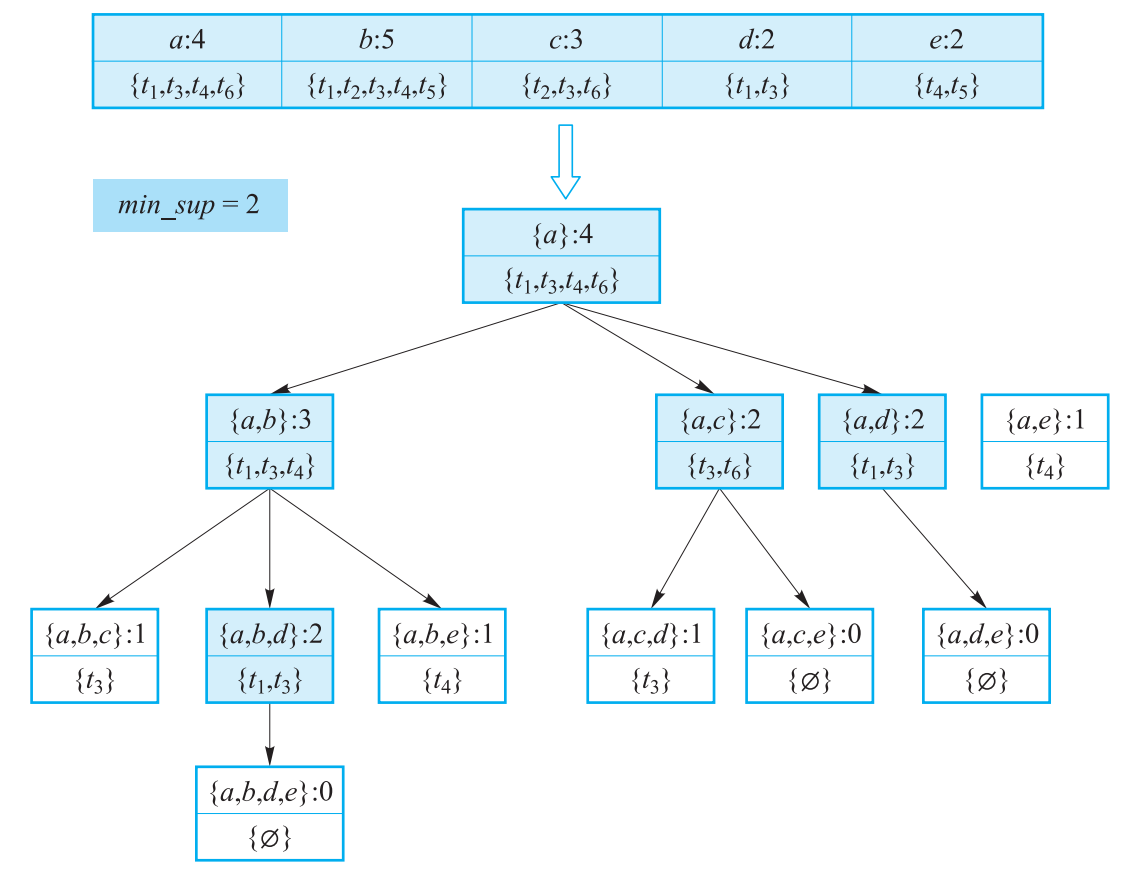 a:4 b:5 c:3 d:2 e:2
{t₁,t₃,t₄,t₆} {t₁,t₂,t₃,t₄,t₅} {t₂,t₃,t₆} {t₁,t₃} {t₄,t₅}
min_sup = 2
{a}:4
{t₁,t₃,t₄,t₆}
{a,b}:3 {a,c}:2 {a,d}:2 {a,e}:1
{t₁,t₃,t₄} {t₃,t₆} {t₁,t₃} {t₄}
{a,b,c}:1 {a,b,d}:2 {a,b,e}:1 {a,c,d}:1 {a,c,e}:0 {a,d,e}:0
{t₃} {t₁,t₃} {t₄} {t₃} {∅} {∅}
{a,b,d,e}:0
{∅}